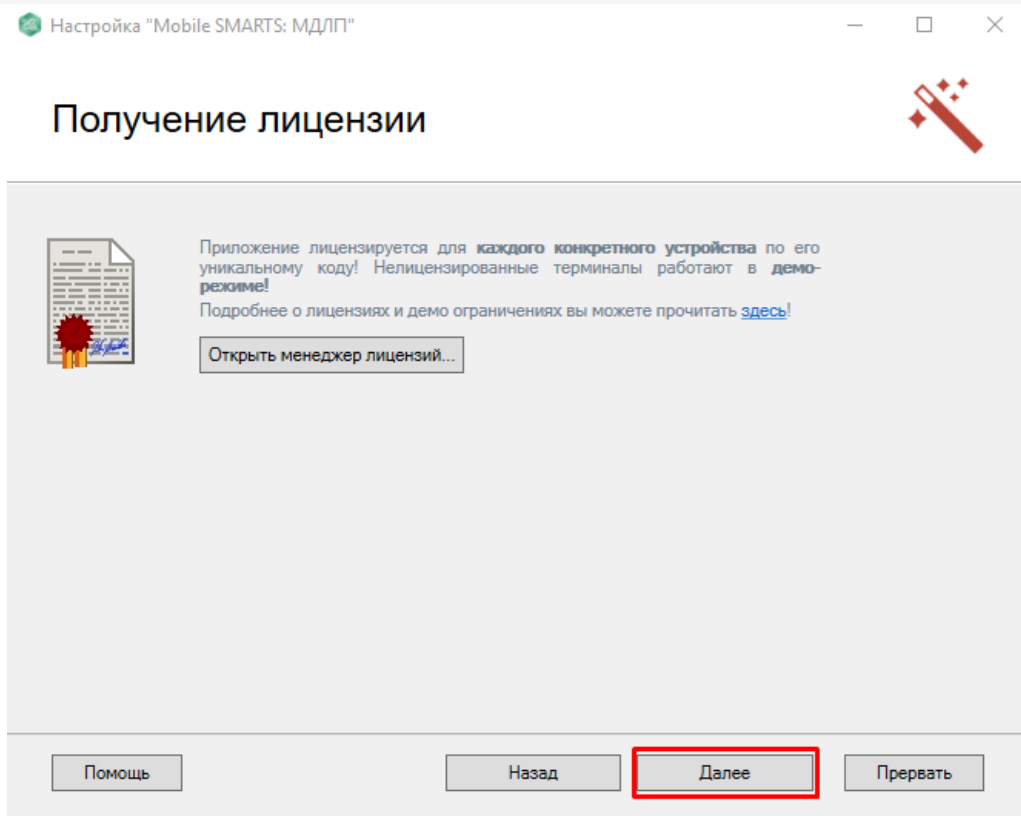 Настройка "Mobile SMARTS: МДЛП"
Получение лицензии
Приложение лицензируется для каждого конкретного устройства по его
уникальному коду! Нелицензированные терминалы работают в демо-
режиме!
Подробнее о лицензиях и демо ограничениях вы можете прочитать здесь!
Открыть менеджер лицензий...
Помощь
Назад
Далее
Прервать